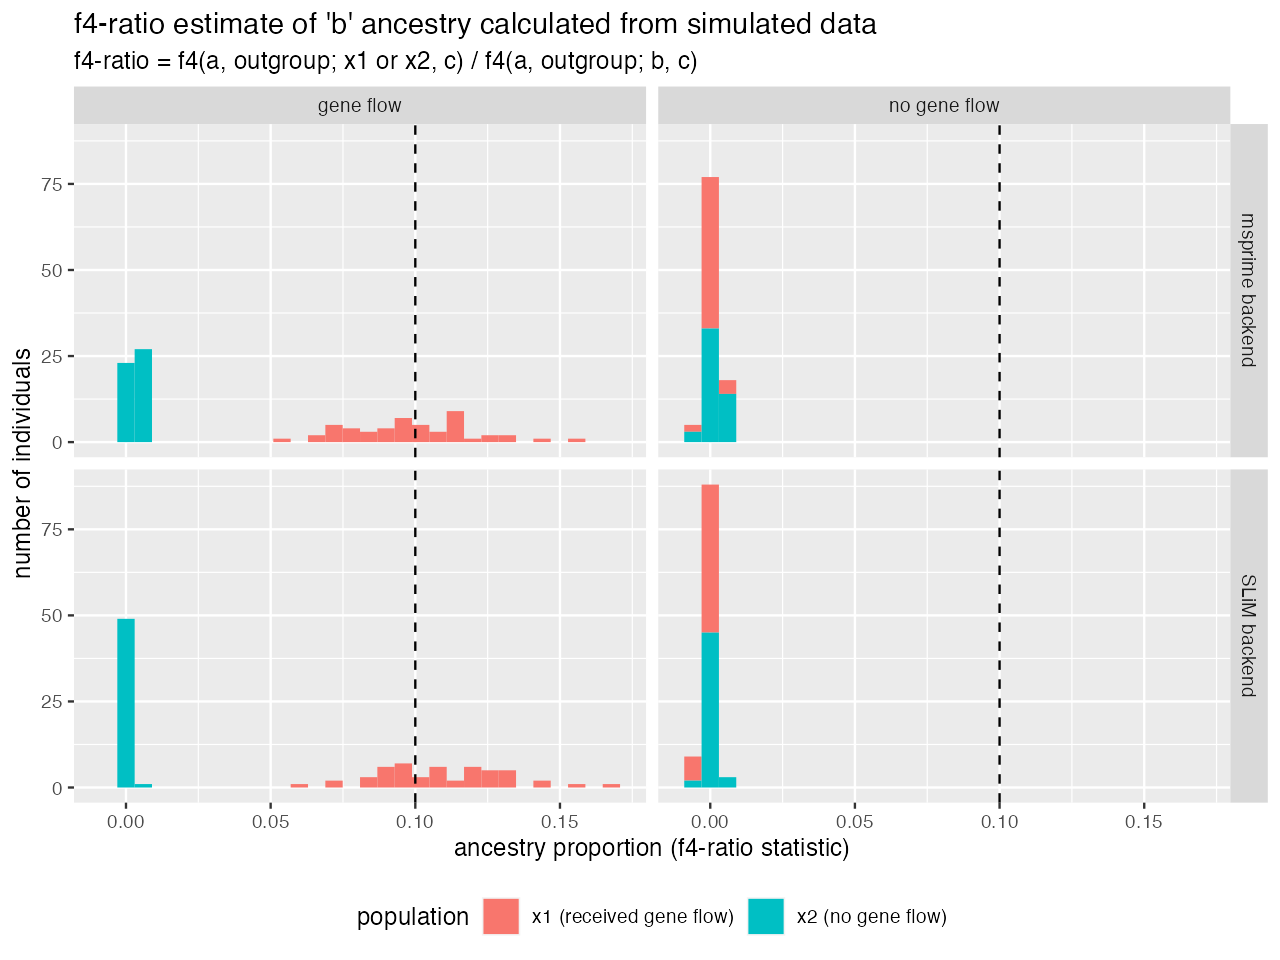 f4-ratio estimate of 'b' ancestry calculated from simulated data
f4-ratio = f4(a, outgroup; x1 or x2, c) / f4(a, outgroup; b, c)
gene flow
no gene flow
75
50
25
0
msprime backend
number of individuals
75
50
25
0
SLiM backend
0.00
0.05
0.10
0.15
0.00
0.05
0.10
0.15
ancestry proportion (f4-ratio statistic)
population
x1 (received gene flow)
x2 (no gene flow)